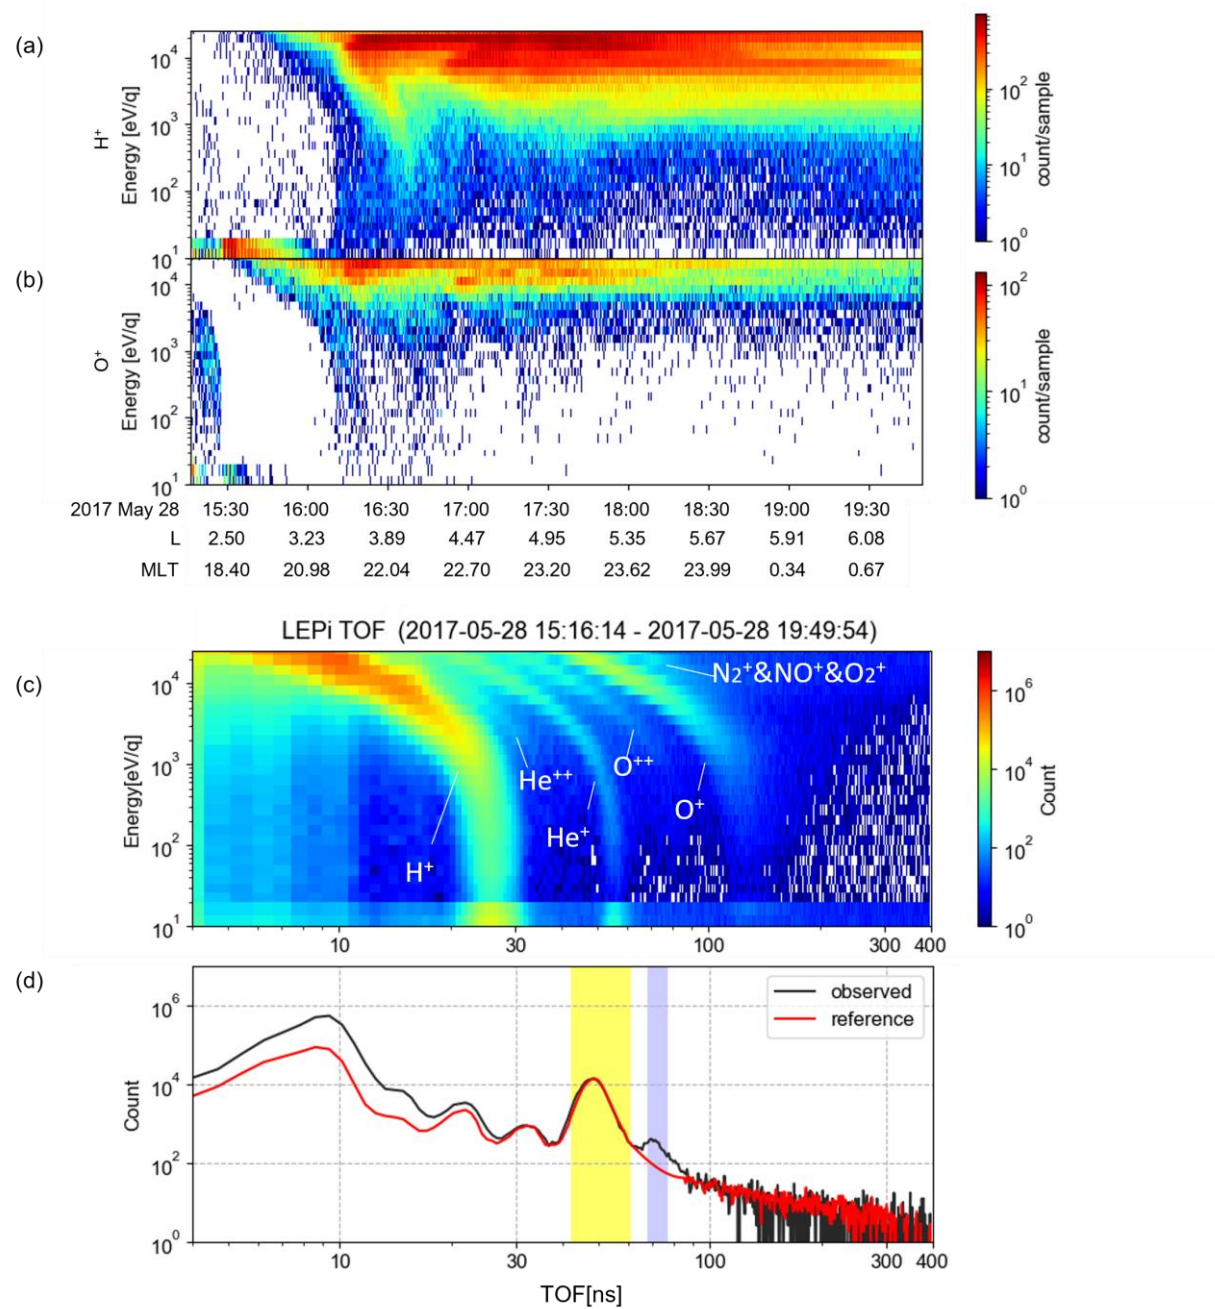 (a)
H⁺
Energy [eV/q]
10⁴
10³
10²
10¹
10²
10¹
10⁰
count/sample
(b)
O⁺
Energy [eV/q]
10⁴
10³
10²
10¹
10²
10¹
10⁰
count/sample
2017 May 28 15:30 16:00 16:30 17:00 17:30 18:00 18:30 19:00 19:30
L 2.50 3.23 3.89 4.47 4.95 5.35 5.67 5.91 6.08
MLT 18.40 20.98 22.04 22.70 23.20 23.62 23.99 0.34 0.67
LEPi TOF (2017-05-28 15:16:14 - 2017-05-28 19:49:54)
(c)
Energy[eV/q]
10⁴
10³
10²
10¹
N₂⁺&NO⁺&O₂⁺
He⁺⁺
O⁺⁺
O⁺
He⁺
H⁺
10 30 100 300 400
10⁶
10⁴
10²
10⁰
Count
(d)
Count
10⁶
10⁴
10²
10⁰
observed
reference
10 30 100 300 400
TOF[ns]